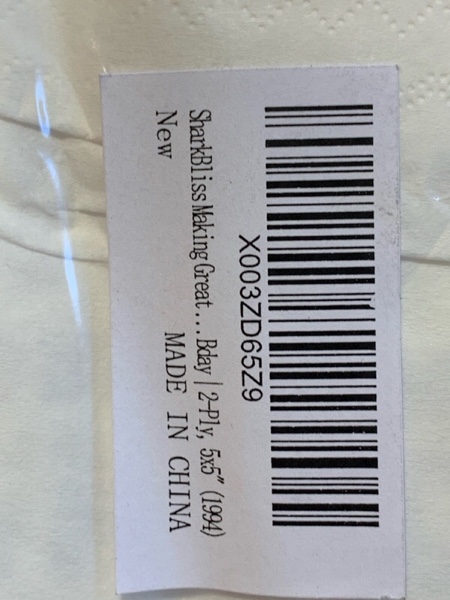 X003ZD65Z9
SharkBliss Making Great...Bday | 2-Ply, 5x5" (1994)
New
MADE IN CHINA